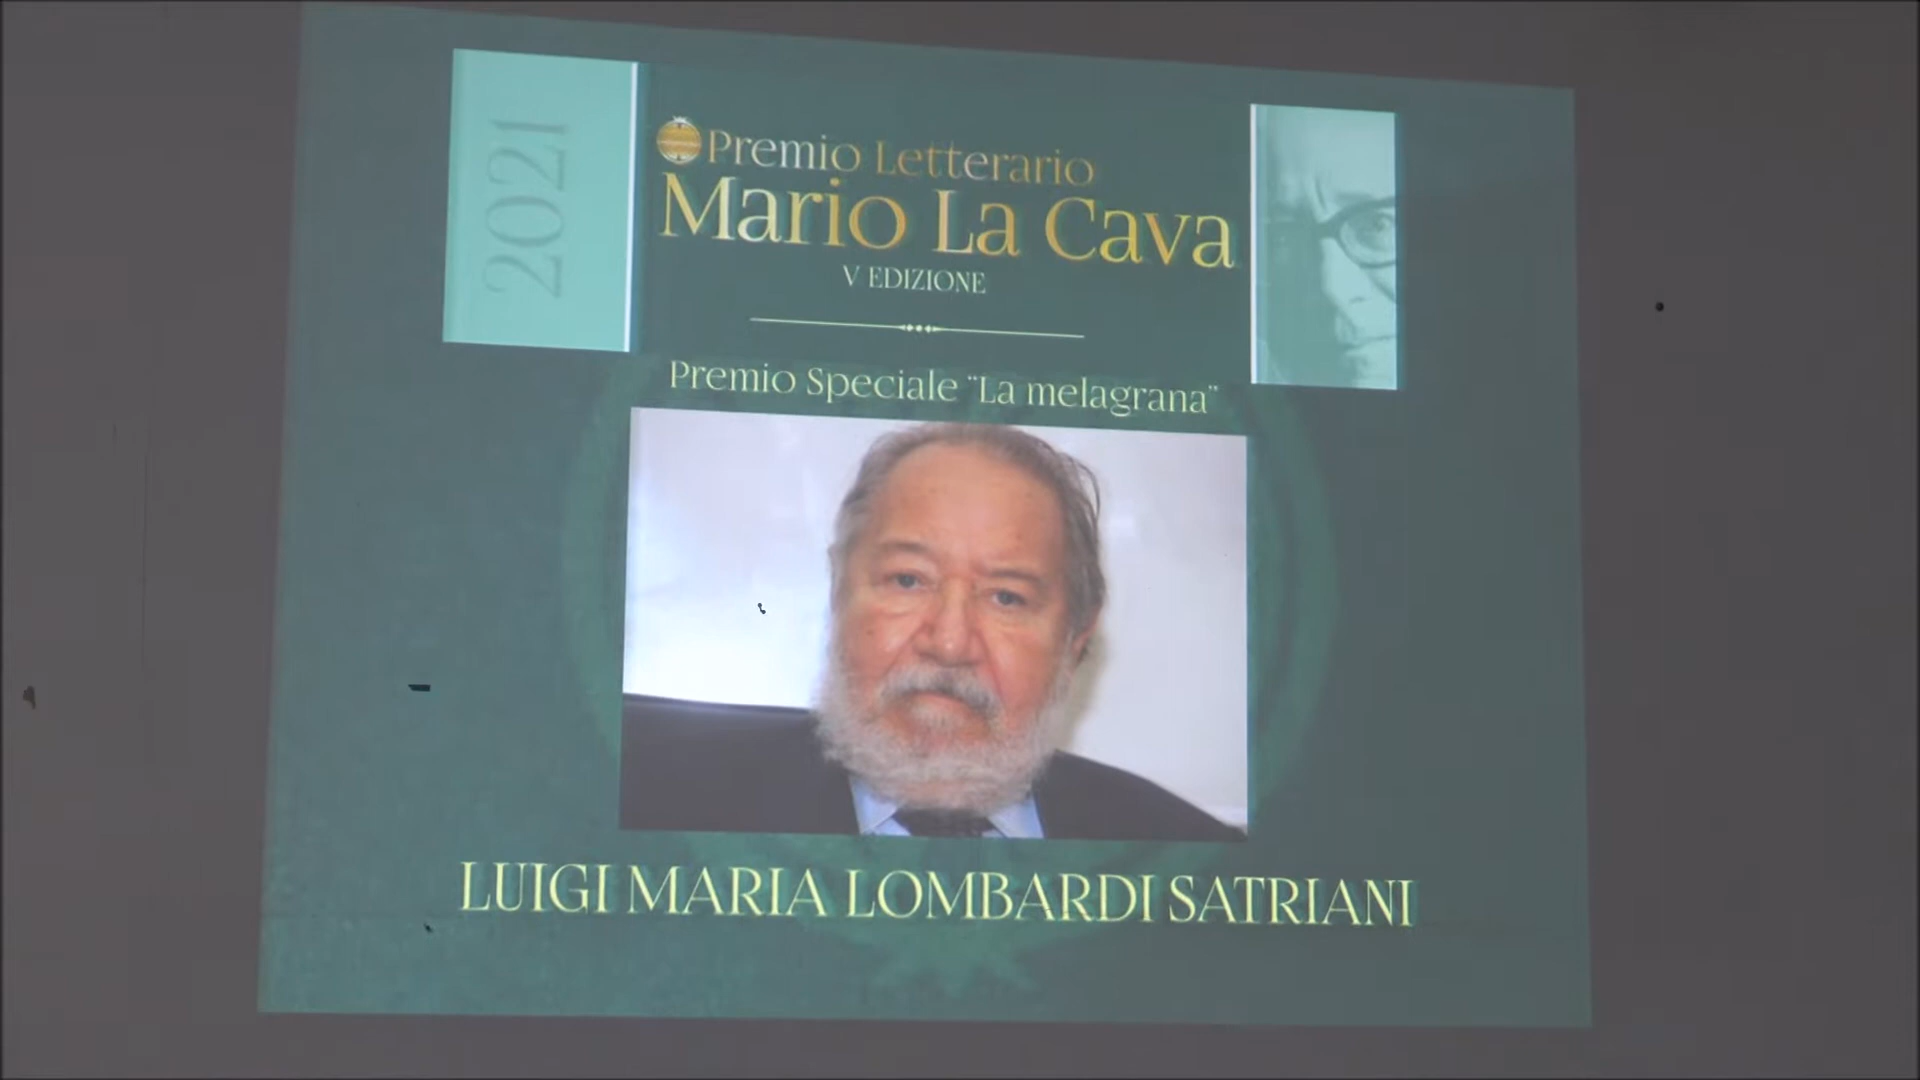 2021
Premio Letterario
Mario La Cava
V EDIZIONE
Premio Speciale "La melagrana"
LUIGI MARIA LOMBARDI SATRIANI